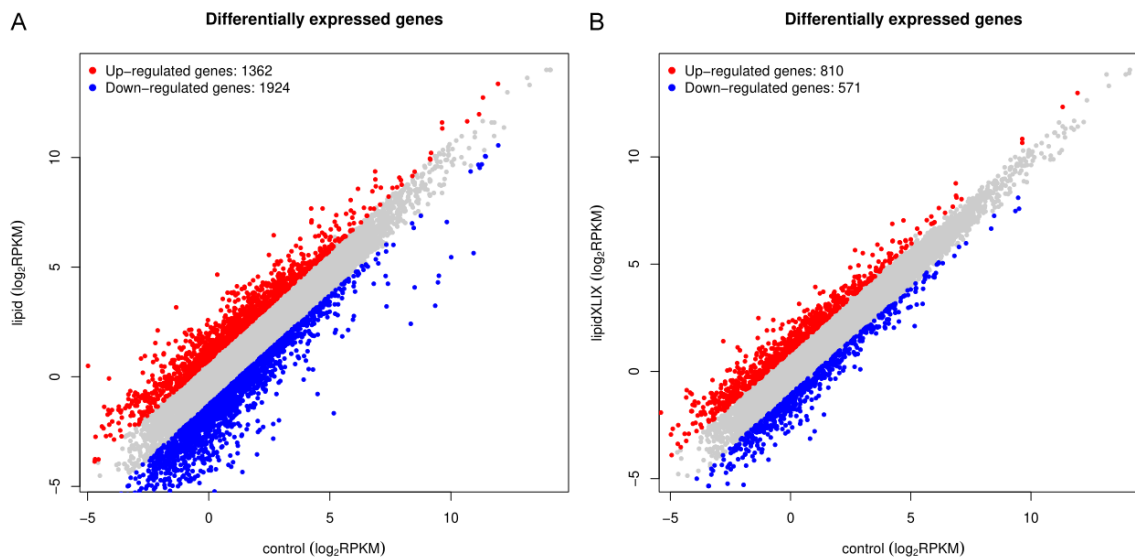 A
Differentially expressed genes
Up−regulated genes: 1362
Down−regulated genes: 1924
10
5
0
−5
lipid (log₂RPKM)
−5 0 5 10
control (log₂RPKM)
B
Differentially expressed genes
Up−regulated genes: 810
Down−regulated genes: 571
10
5
0
−5
lipidXLIX (log₂RPKM)
−5 0 5 10
control (log₂RPKM)